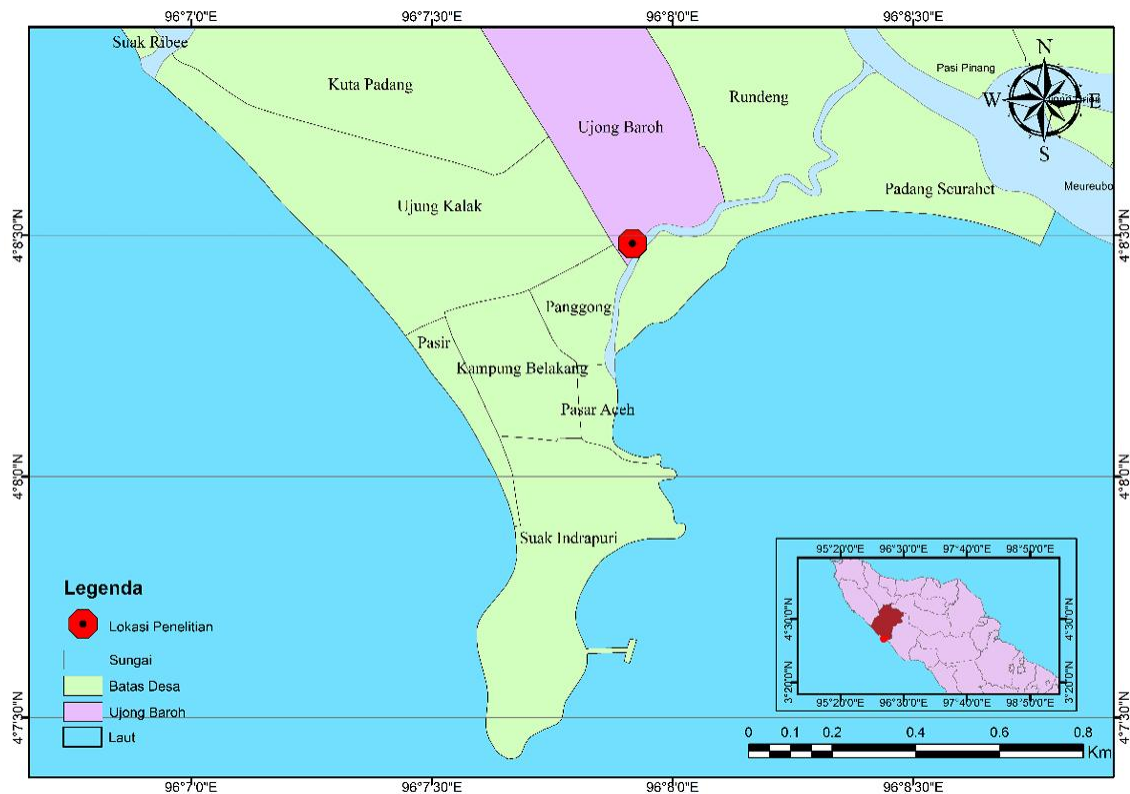 96°7'0"E 96°7'30"E 96°8'0"E 96°8'30"E
Suak Ribee
Kuta Padang
Ujong Baroh
Rundeng
Pasi Pinang
N
W E
S
Meureubo
Padang Seurahet
Ujung Kalak
4°8'30"N 4°8'30"N
Panggong
Pasir
Kampung Belakang
Pasar Aceh
4°8'0"N 4°8'0"N
Suak Indrapuri
Legenda
Lokasi Penelitian
Sungai
Batas Desa
Ujong Baroh
Laut
4°7'30"N 4°7'30"N
95°20'0"E 96°30'0"E 97°40'0"E 98°50'0"E
4°30'0"N 4°30'0"N
3°20'0"N 3°20'0"N
95°20'0"E 96°30'0"E 97°40'0"E 98°50'0"E
0 0.1 0.2 0.4 0.6 0.8
Km
96°7'0"E 96°7'30"E 96°8'0"E 96°8'30"E